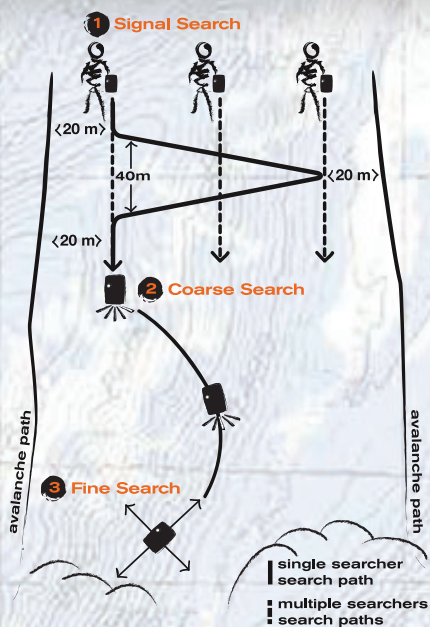 1 Signal Search
<20 m>
40m
<20 m>
<20 m>
2 Coarse Search
avalanche path
avalanche path
3 Fine Search
single searcher
search path
multiple searchers
search paths